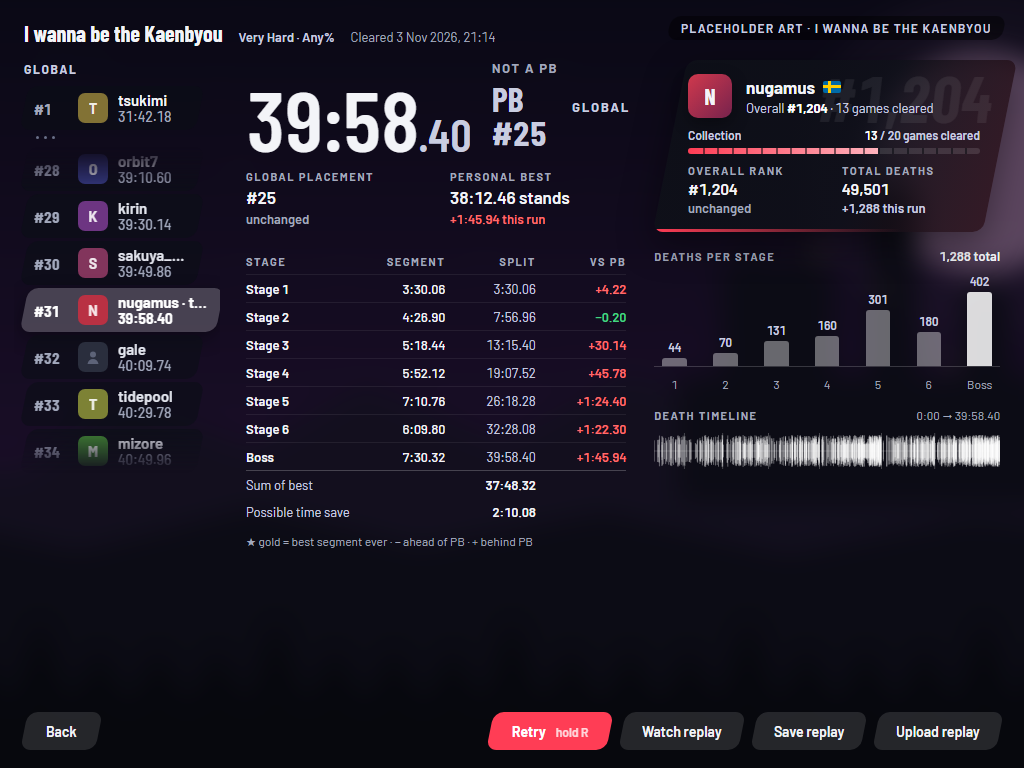 I wanna be the Kaenbyou Very Hard · Any% Cleared 3 Nov 2026, 21:14
PLACEHOLDER ART · I WANNA BE THE KAENBYOU
GLOBAL
#1 T tsukimi
31:42.18
...
#28 O orbit7
39:10.60
#29 K kirin
39:30.14
#30 S sakuya_...
39:49.86
#31 N nugamus · t...
39:58.40
#32 gale
40:09.74
#33 T tidepool
40:29.78
#34 M mizore
40:49.96
39:58.40
NOT A PB
PB
#25
GLOBAL
GLOBAL PLACEMENT
#25
unchanged
PERSONAL BEST
38:12.46 stands
+1:45.94 this run
STAGE SEGMENT SPLIT VS PB
Stage 1 3:30.06 3:30.06 +4.22
Stage 2 4:26.90 7:56.96 −0.20
Stage 3 5:18.44 13:15.40 +30.14
Stage 4 5:52.12 19:07.52 +45.78
Stage 5 7:10.76 26:18.28 +1:24.40
Stage 6 6:09.80 32:28.08 +1:22.30
Boss 7:30.32 39:58.40 +1:45.94
Sum of best 37:48.32
Possible time save 2:10.08
★ gold = best segment ever · − ahead of PB · + behind PB
#1,204
N nugamus
Overall #1,204 · 13 games cleared
Collection 13 / 20 games cleared
OVERALL RANK
#1,204
unchanged
TOTAL DEATHS
49,501
+1,288 this run
DEATHS PER STAGE 1,288 total
44 70 131 160 301 180 402
1 2 3 4 5 6 Boss
DEATH TIMELINE 0:00 → 39:58.40
Back
Retry hold R
Watch replay
Save replay
Upload replay